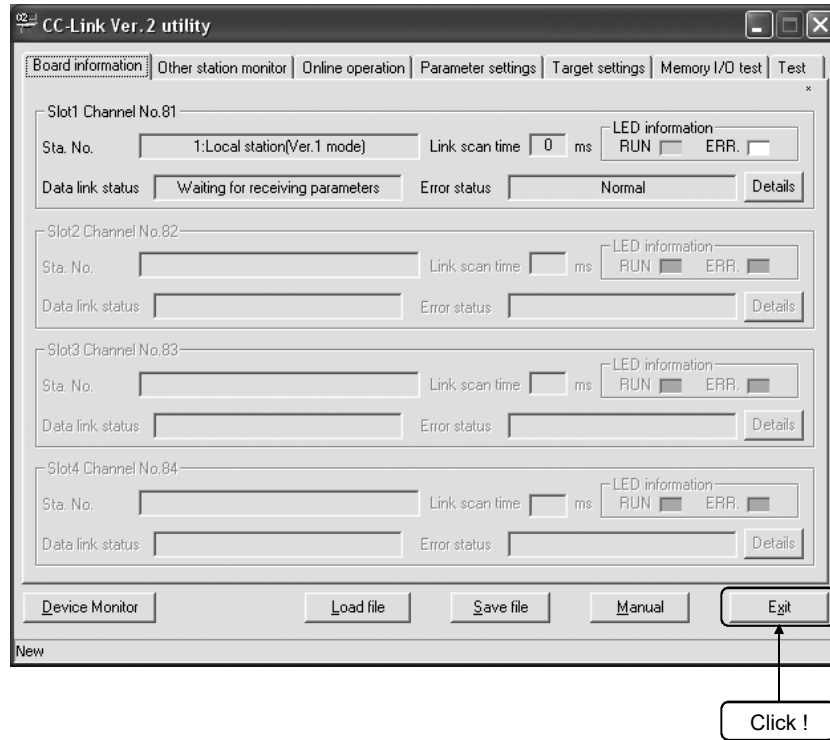 CC-Link Ver.2 utility
Board information Other station monitor Online operation Parameter settings Target settings Memory I/O test Test
Slot1 Channel No.81
Sta. No. 1:Local station(Ver.1 mode) Link scan time 0 ms LED information RUN ERR.
Data link status Waiting for receiving parameters Error status Normal Details
Slot2 Channel No.82
Sta. No. Link scan time ms LED information RUN ERR.
Data link status Error status Details
Slot3 Channel No.83
Sta. No. Link scan time ms LED information RUN ERR.
Data link status Error status Details
Slot4 Channel No.84
Sta. No. Link scan time ms LED information RUN ERR.
Data link status Error status Details
Device Monitor Load file Save file Manual Exit
New
Click !